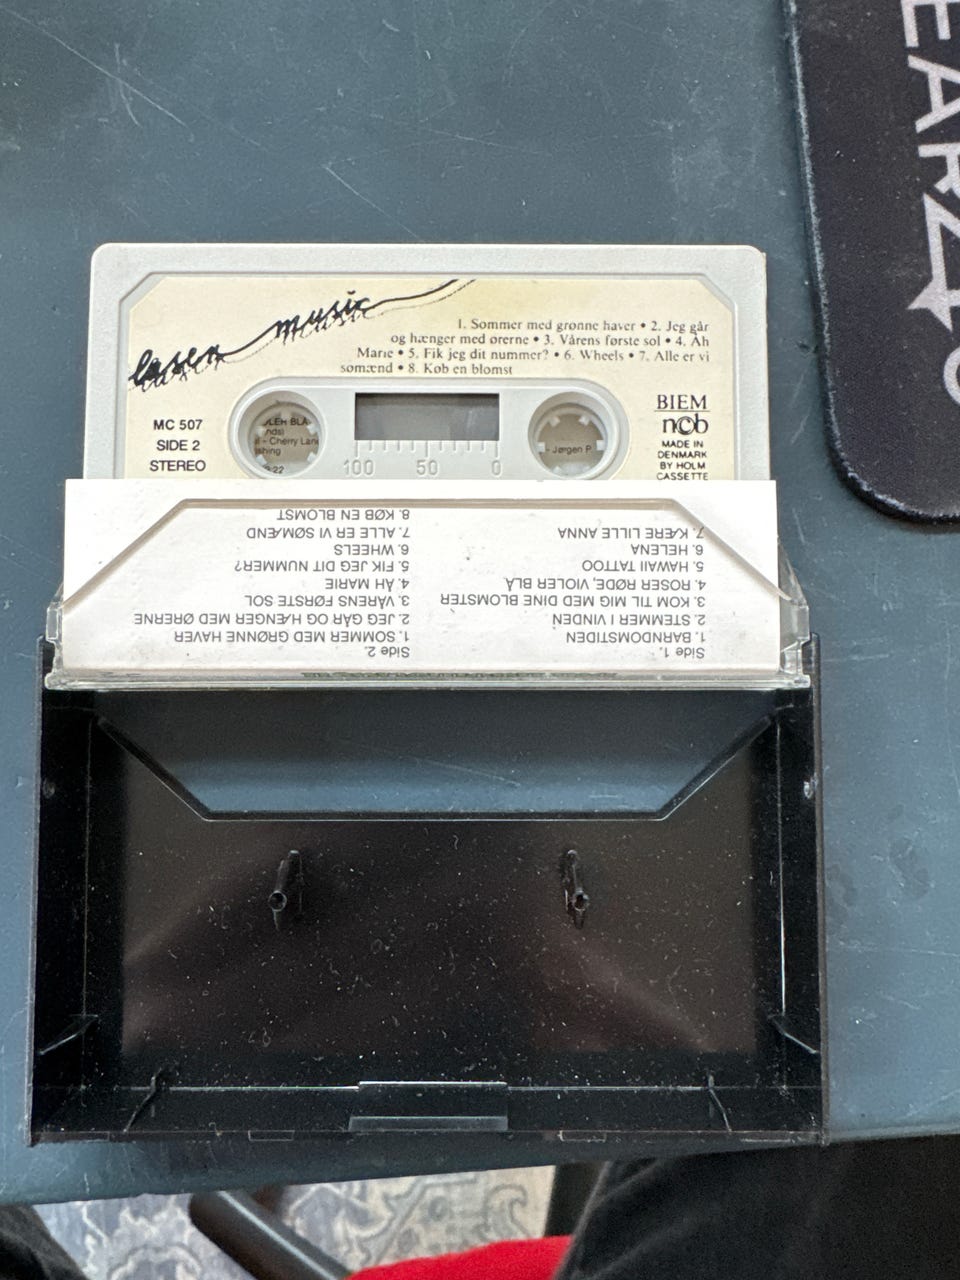 lasen music
1. Sommer med grønne haver • 2. Jeg går
og hænger med ørerne • 3. Vårens første sol • 4. Åh
Marie • 5. Fik jeg dit nummer? • 6. Wheels • 7. Alle er vi
sømænd • 8. Køb en blomst
MC 507
SIDE 2
STEREO
BIEM
ncb
MADE IN
DENMARK
BY HOLM
CASSETTE
100 50 0
- Cherry
- Jørgen P
Side 1.
1. BARNDOMSTIDEN
2. STEMMER I VINDEN
3. KOM TIL MIG MED DINE BLOMSTER
4. ROSER RØDE, VIOLER BLÅ
5. HAWAII TATTOO
6. HELENA
7. KÆRE LILLE ANNA
Side 2.
1. SOMMER MED GRØNNE HAVER
2. JEG GÅR OG HÆNGER MED ØRERNE
3. VÅRENS FØRSTE SOL
4. ÅH MARIE
5. FIK JEG DIT NUMMER?
6. WHEELS
7. ALLE ER VI SØMÆND
8. KØB EN BLOMST